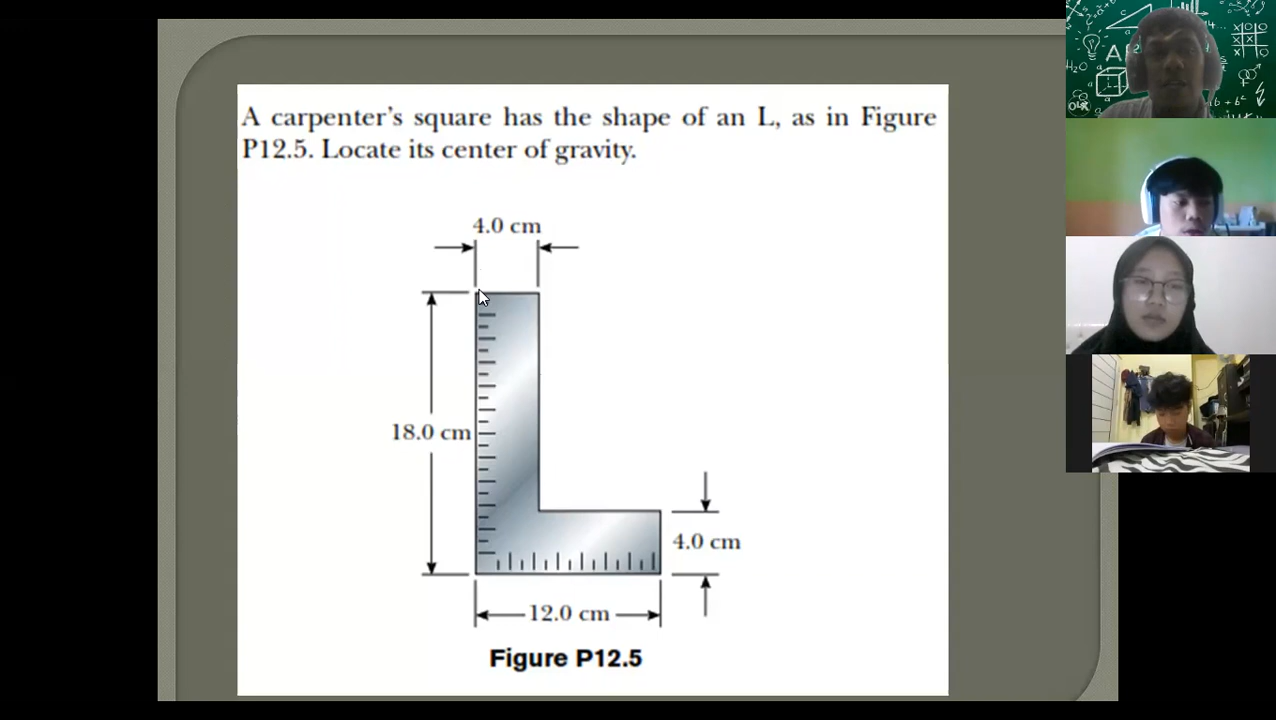 A carpenter's square has the shape of an L, as in Figure
P12.5. Locate its center of gravity.
4.0 cm
18.0 cm
4.0 cm
12.0 cm
Figure P12.5